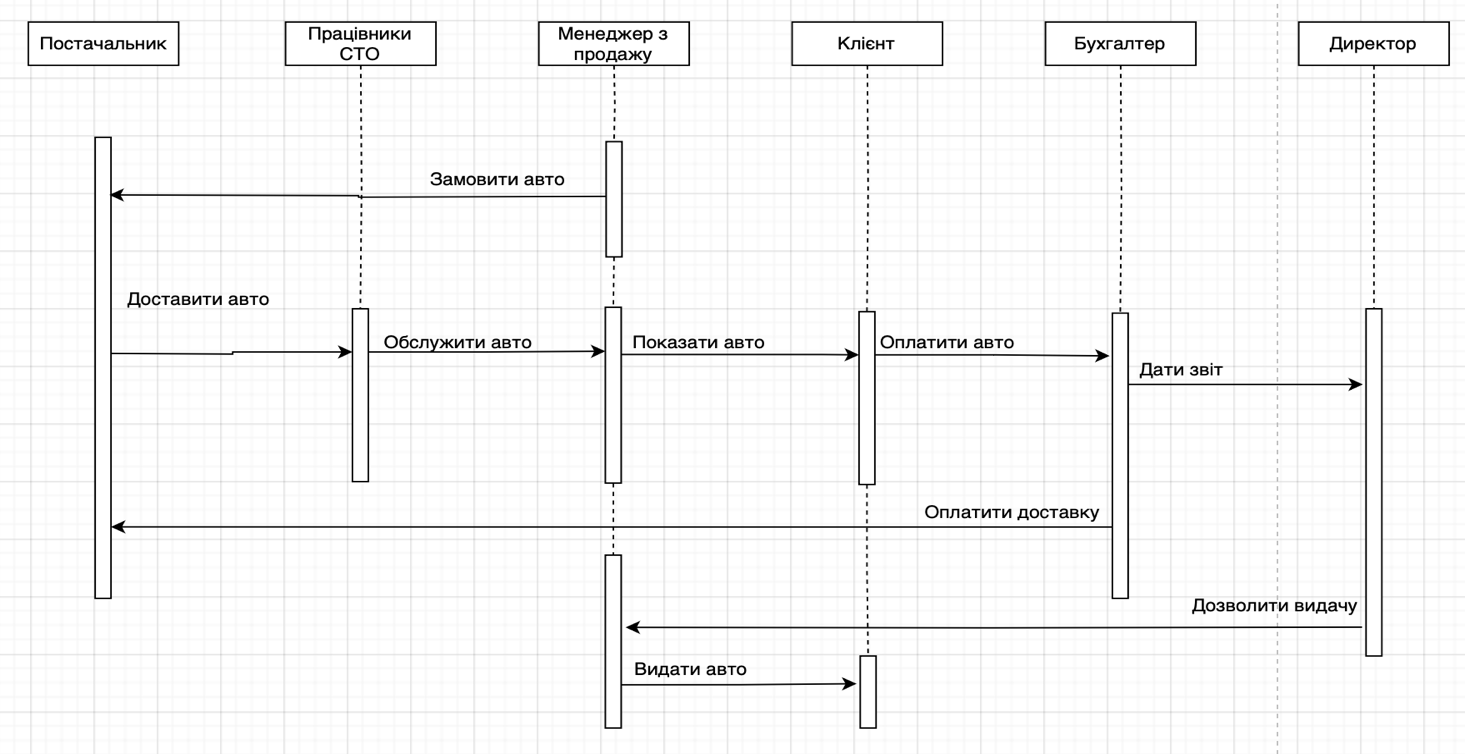 Постачальник
Працівники
СТО
Менеджер з
продажу
Клієнт
Бухгалтер
Директор
Замовити авто
Доставити авто
Обслужити авто
Показати авто
Оплатити авто
Дати звіт
Оплатити доставку
Дозволити видачу
Видати авто